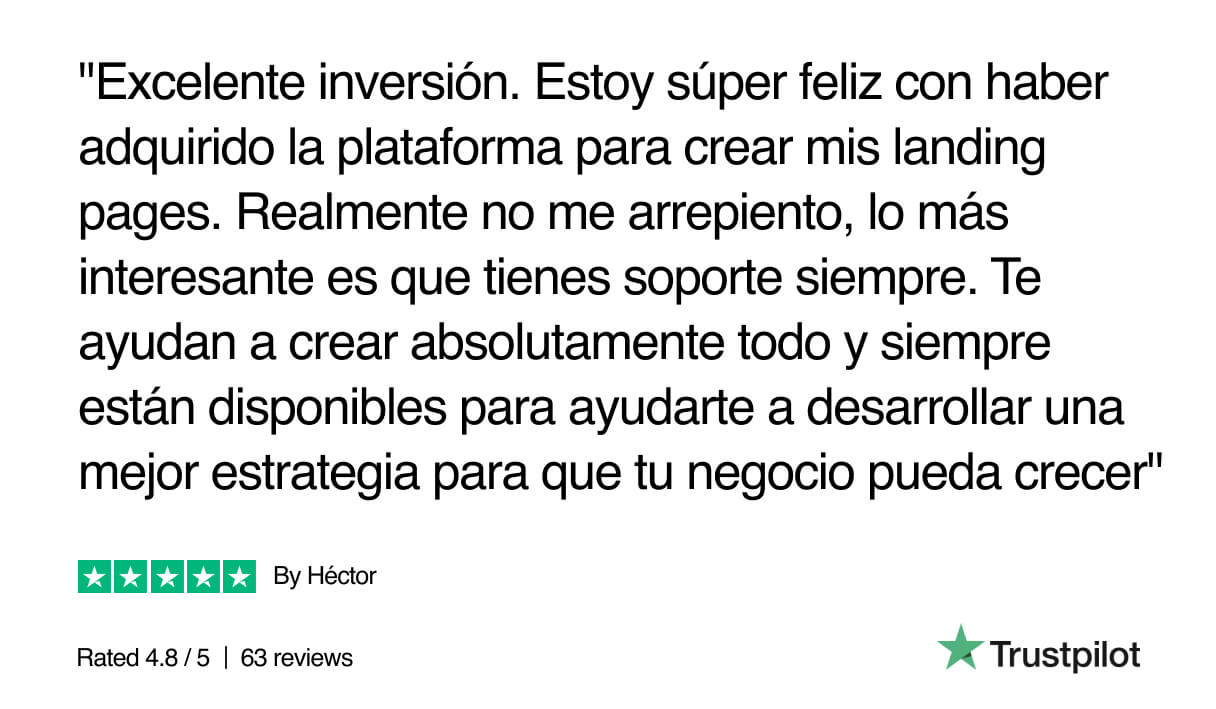 "Excelente inversión. Estoy súper feliz con haber
adquirido la plataforma para crear mis landing
pages. Realmente no me arrepiento, lo más
interesante es que tienes soporte siempre. Te
ayudan a crear absolutamente todo y siempre
están disponibles para ayudarte a desarrollar una
mejor estrategia para que tu negocio pueda crecer"
By Héctor
Rated 4.8 / 5 | 63 reviews
Trustpilot